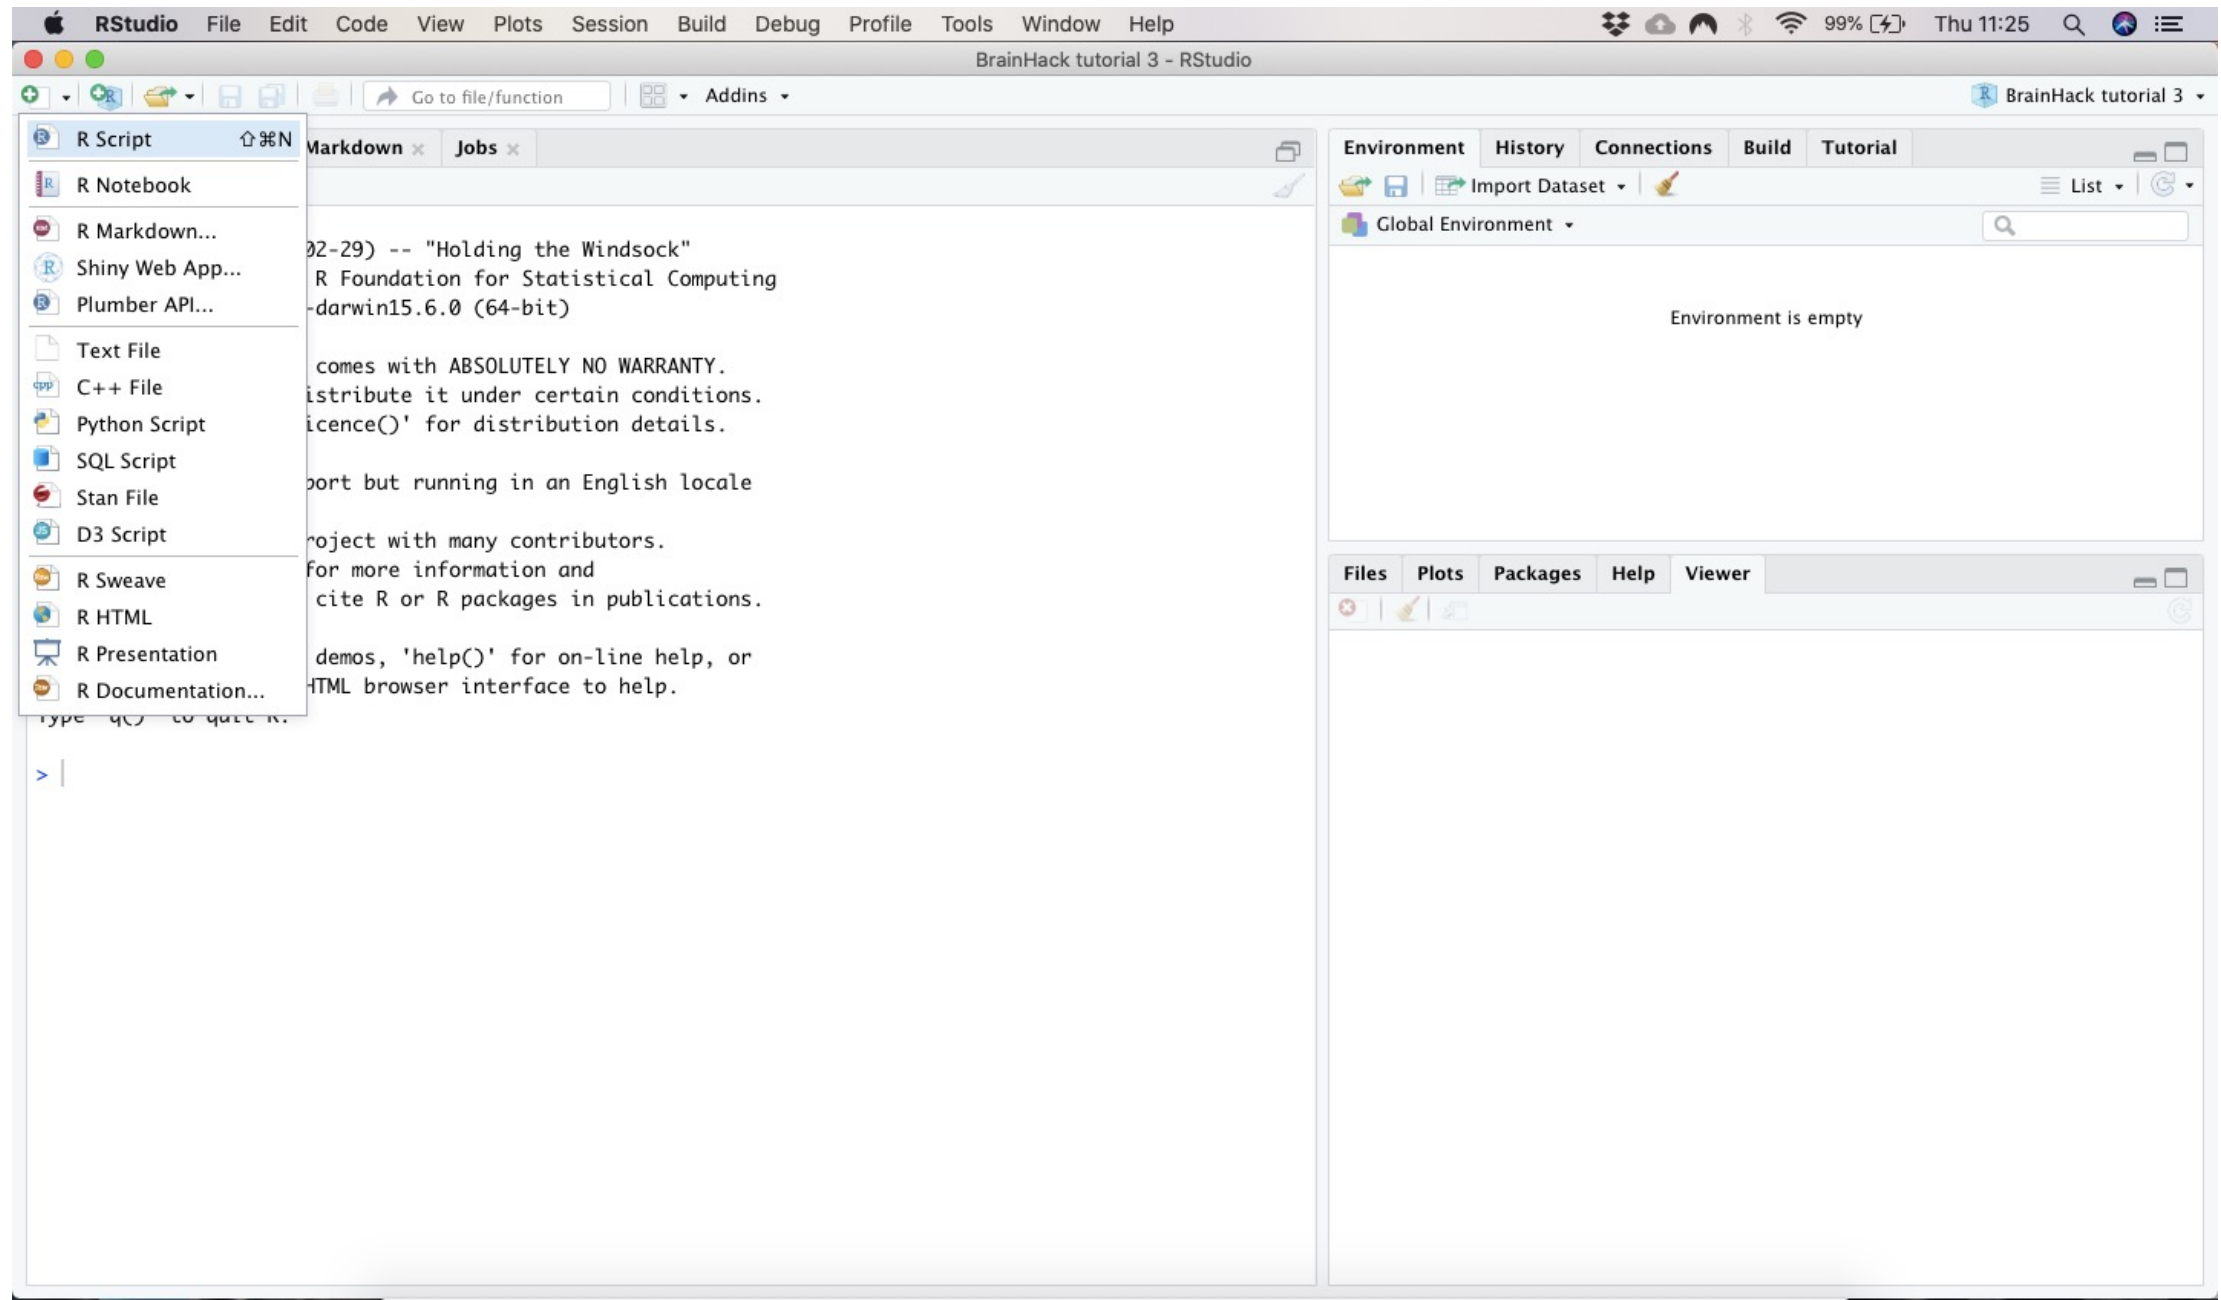 RStudio File Edit Code View Plots Session Build Debug Profile Tools Window Help 99% Thu 11:25
BrainHack tutorial 3 - RStudio
Go to file/function Addins BrainHack tutorial 3
R Script ⇧⌘N
R Notebook
R Markdown...
Shiny Web App...
Plumber API...
Text File
C++ File
Python Script
SQL Script
Stan File
D3 Script
R Sweave
R HTML
R Presentation
R Documentation...
Markdown Jobs
02-29) -- "Holding the Windsock"
R Foundation for Statistical Computing
-darwin15.6.0 (64-bit)
comes with ABSOLUTELY NO WARRANTY.
istribute it under certain conditions.
icence()' for distribution details.
port but running in an English locale
roject with many contributors.
for more information and
cite R or R packages in publications.
demos, 'help()' for on-line help, or
HTML browser interface to help.
Type 'q()' to quit R.
>
Environment History Connections Build Tutorial
Import Dataset List
Global Environment
Environment is empty
Files Plots Packages Help Viewer